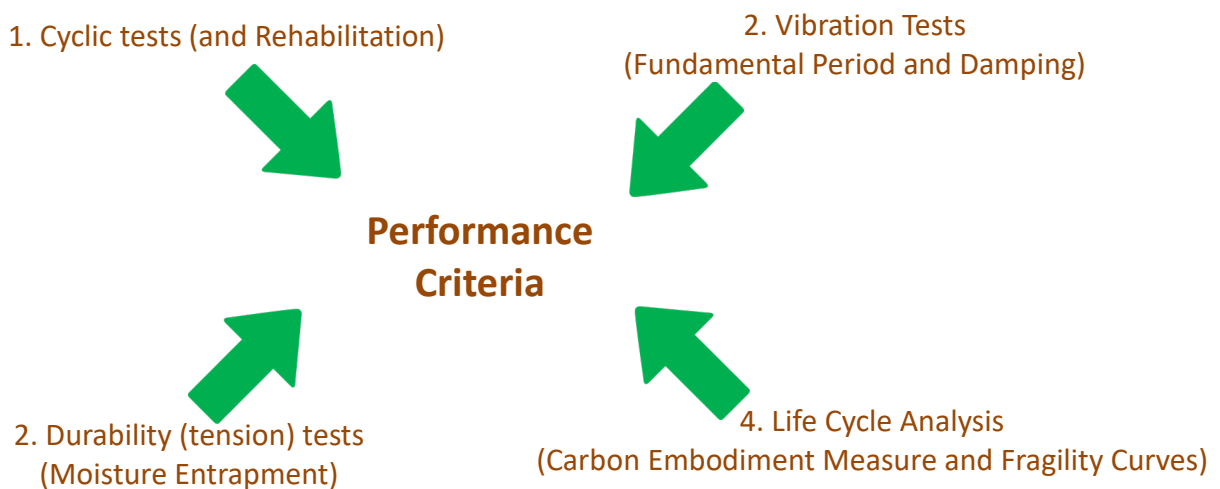 1. Cyclic tests (and Rehabilitation)
2. Vibration Tests
(Fundamental Period and Damping)
Performance
Criteria
2. Durability (tension) tests
(Moisture Entrapment)
4. Life Cycle Analysis
(Carbon Embodiment Measure and Fragility Curves)